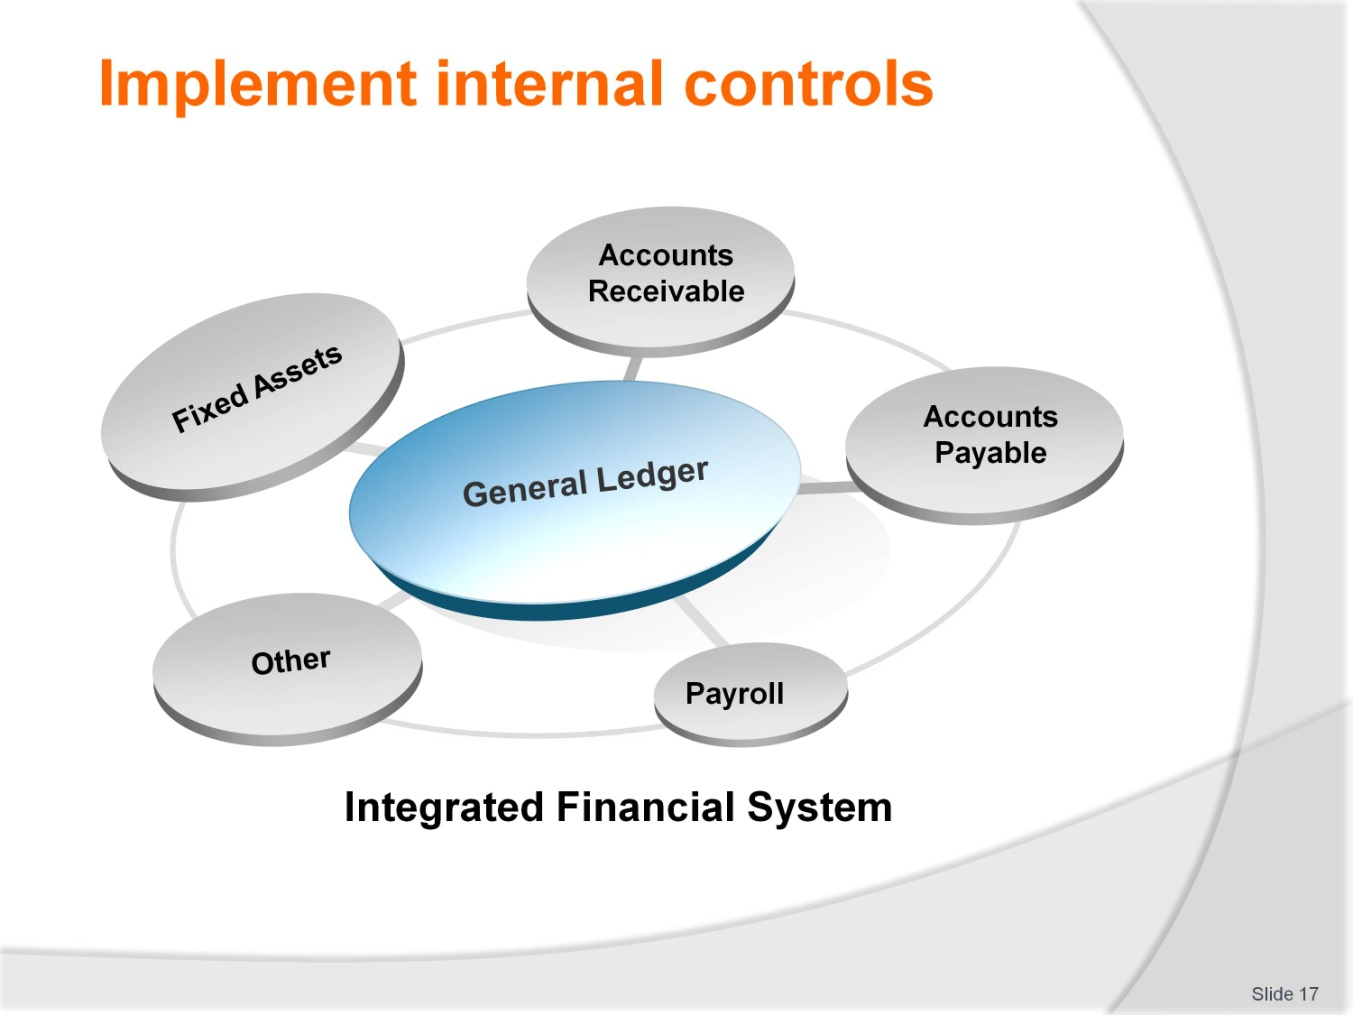 Implement internal controls
Accounts
Receivable
Fixed Assets
Accounts
Payable
General Ledger
Other
Payroll
Integrated Financial System
Slide 17